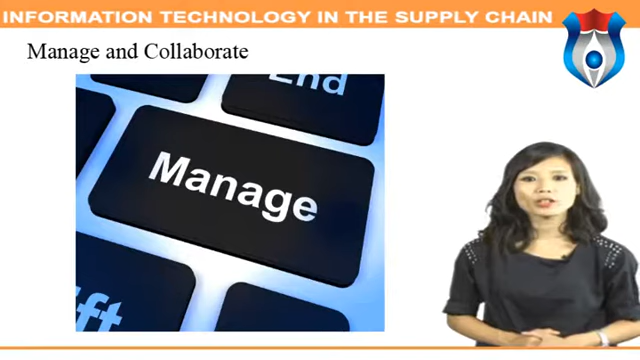 INFORMATION TECHNOLOGY IN THE SUPPLY CHAIN
Manage and Collaborate
End
Manage
ift